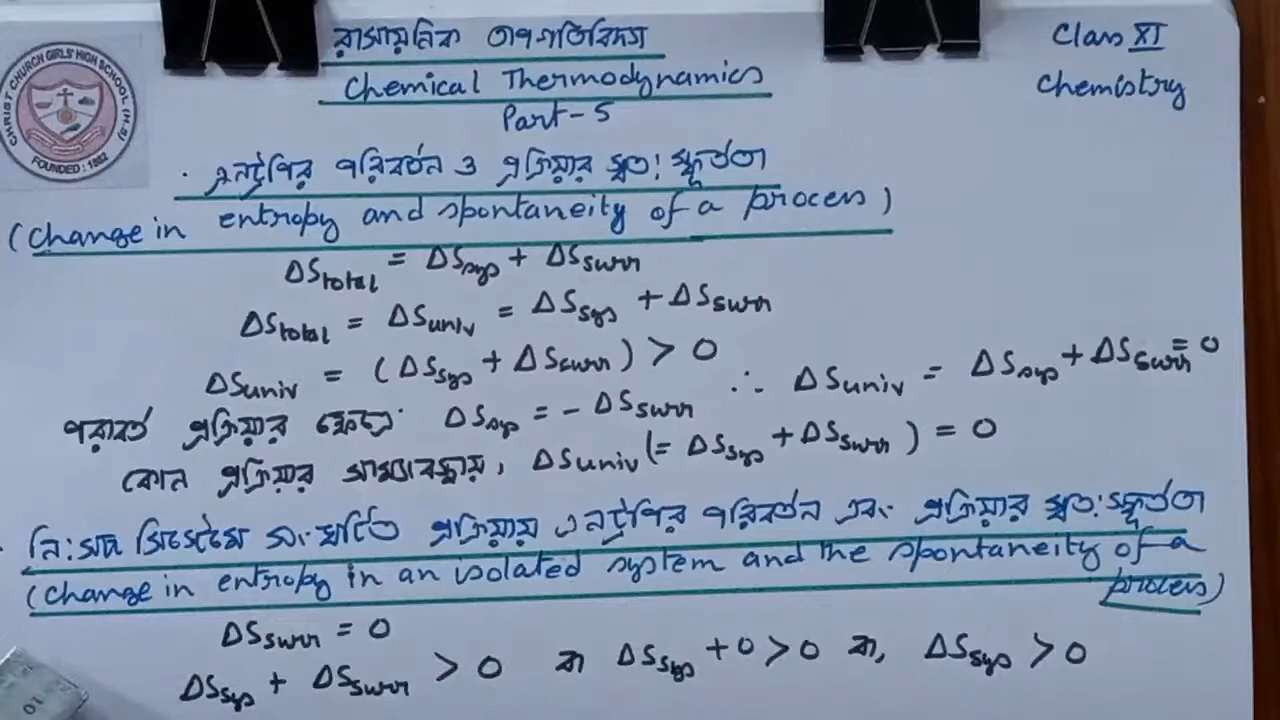 রাসায়নিক তাপগতিবিদ্যা
Class XI
Chemical Thermodynamics
Chemistry
Part-5
CHRIST CHURCH GIRLS' HIGH SCHOOL (H.S)
FOUNDED : 1882
· এনট্রপির পরিবর্তন ও প্রক্রিয়ার স্বত:স্ফূর্ততা
(Change in entropy and spontaneity of a process)
ΔStotal = ΔSsys + ΔSsurr
ΔStotal = ΔSuniv = ΔSsys + ΔSsurr
ΔSuniv = (ΔSsys + ΔSsurr) > 0
পরাবর্ত প্রক্রিয়ার ক্ষেত্রে: ΔSsys = - ΔSsurr ∴ ΔSuniv = ΔSsys + ΔSsurr = 0
কোন প্রক্রিয়ার সাম্যাবস্থায়, ΔSuniv (= ΔSsys + ΔSsurr) = 0
· নি:সঙ্গ সিস্টেমে সংঘটিত প্রক্রিয়ায় এনট্রপির পরিবর্তন এবং প্রক্রিয়ার স্বত:স্ফূর্ততা
(Change in entropy in an isolated system and the spontaneity of a
process)
ΔSsurr = 0
ΔSsys + ΔSsurr > 0 বা ΔSsys + 0 > 0 বা, ΔSsys > 0
10